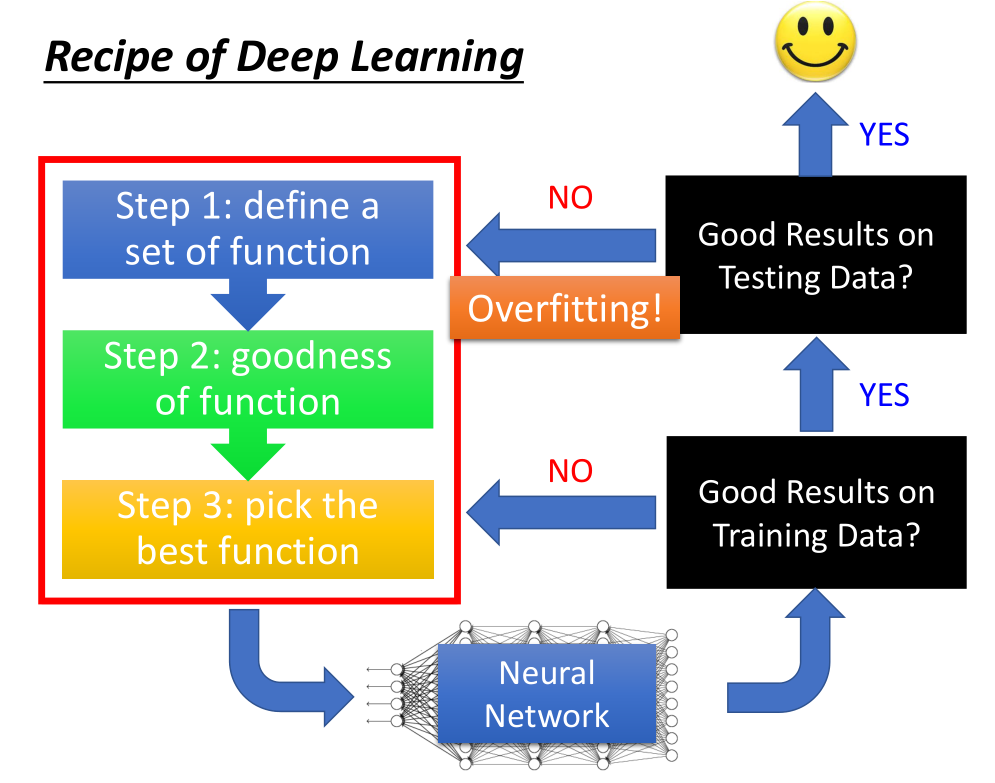 Recipe of Deep Learning
YES
Step 1: define a
set of function
NO
Good Results on
Testing Data?
Overfitting!
Step 2: goodness
of function
YES
Step 3: pick the
best function
NO
Good Results on
Training Data?
Neural
Network